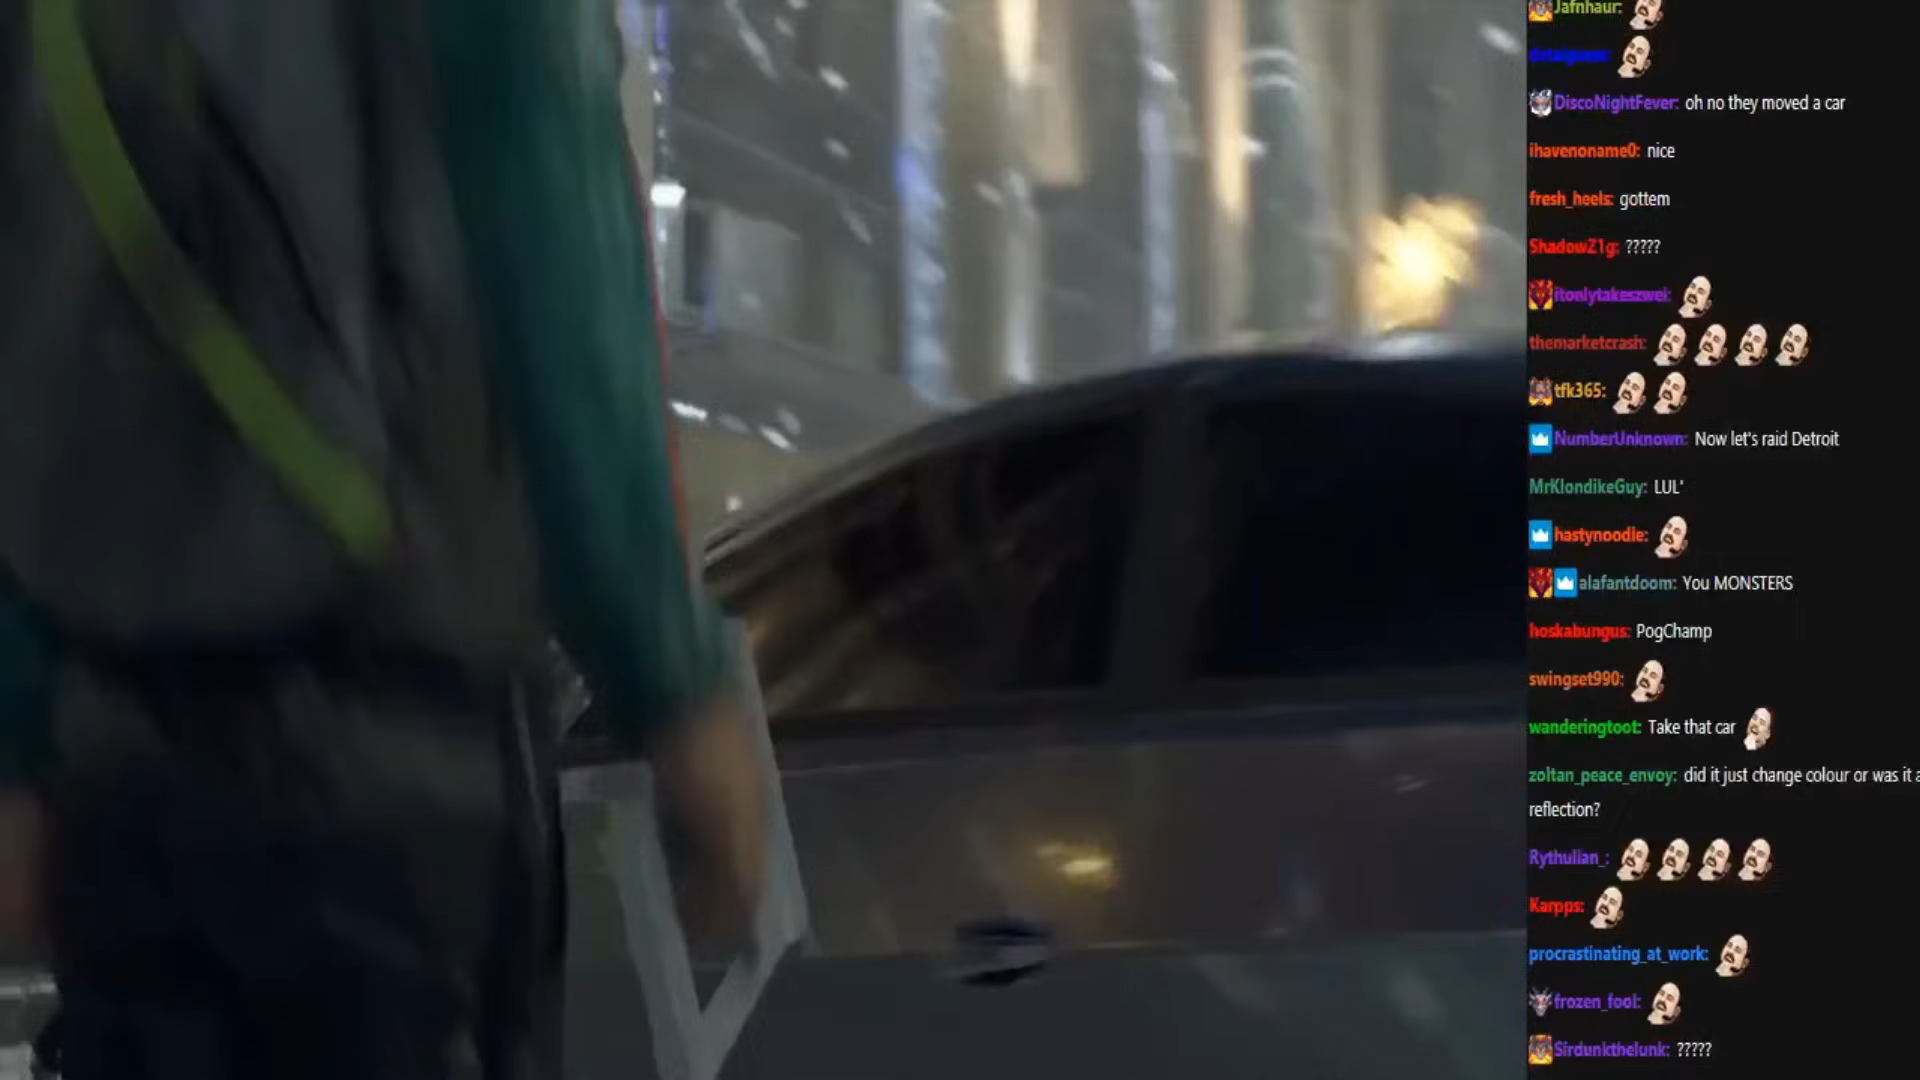 Jafnhaur:
DiscoNightFever: oh no they moved a car
ihavenoname0: nice
fresh_heels: gottem
ShadowZ1g: ?????
itonlytakeszwei:
themarketcrash:
tfk365:
NumberUnknown: Now let's raid Detroit
MrKlondikeGuy: LUL'
hastynoodle:
alafantdoom: You MONSTERS
hoskabungus: PogChamp
swingset990:
wanderingtoot: Take that car
zoltan_peace_envoy: did it just change colour or was it a
reflection?
Rythulian_:
Karpps:
procrastinating_at_work:
frozen_fool:
Sirdunkthelunk: ?????